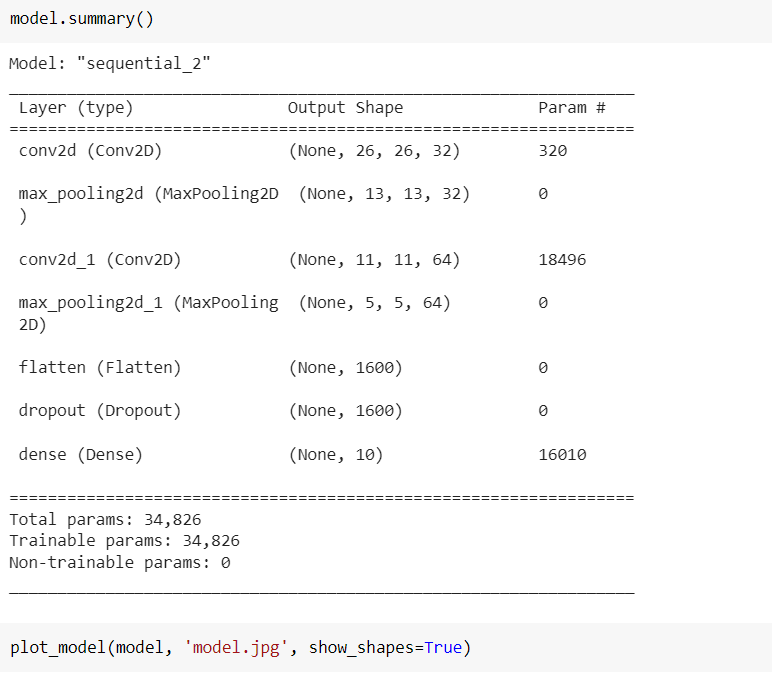 model.summary()
Model: "sequential_2"
_________________________________________________________________
 Layer (type)                Output Shape              Param #
=================================================================
 conv2d (Conv2D)             (None, 26, 26, 32)        320
 max_pooling2d (MaxPooling2D  (None, 13, 13, 32)       0
 )
 conv2d_1 (Conv2D)           (None, 11, 11, 64)        18496
 max_pooling2d_1 (MaxPooling  (None, 5, 5, 64)         0
 2D)
 flatten (Flatten)           (None, 1600)              0
 dropout (Dropout)           (None, 1600)              0
 dense (Dense)               (None, 10)                16010
=================================================================
Total params: 34,826
Trainable params: 34,826
Non-trainable params: 0
_________________________________________________________________
plot_model(model, 'model.jpg', show_shapes=True)